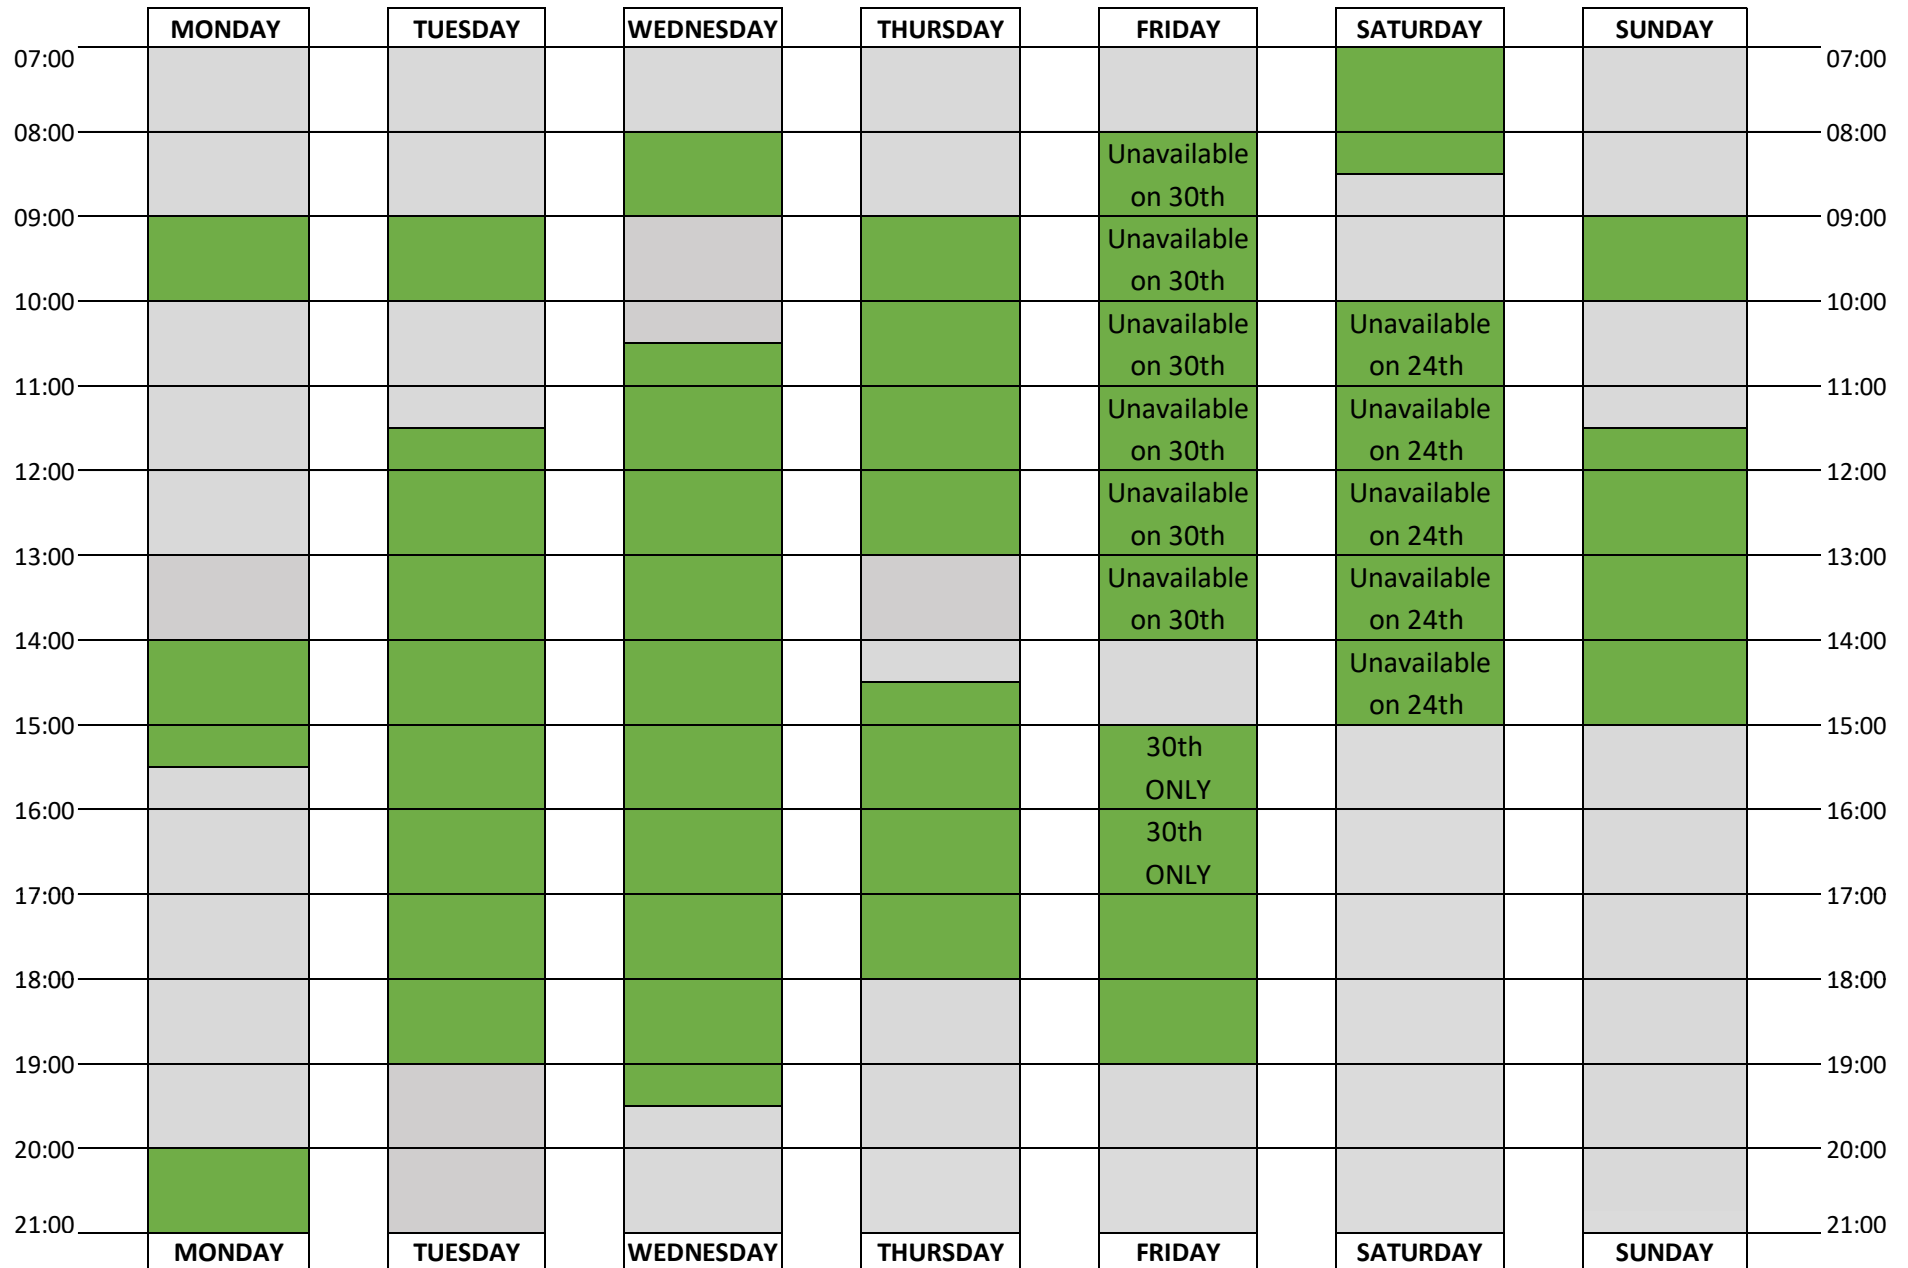 MONDAY TUESDAY WEDNESDAY THURSDAY FRIDAY SATURDAY SUNDAY
07:00 07:00
08:00 08:00
Unavailable
on 30th
09:00 09:00
Unavailable
on 30th
10:00 10:00
Unavailable Unavailable
on 30th on 24th
11:00 11:00
Unavailable Unavailable
on 30th on 24th
12:00 12:00
Unavailable Unavailable
on 30th on 24th
13:00 13:00
Unavailable Unavailable
on 30th on 24th
14:00 14:00
Unavailable
on 24th
15:00 15:00
30th
ONLY
16:00 16:00
30th
ONLY
17:00 17:00
18:00 18:00
19:00 19:00
20:00 20:00
21:00 21:00
MONDAY TUESDAY WEDNESDAY THURSDAY FRIDAY SATURDAY SUNDAY